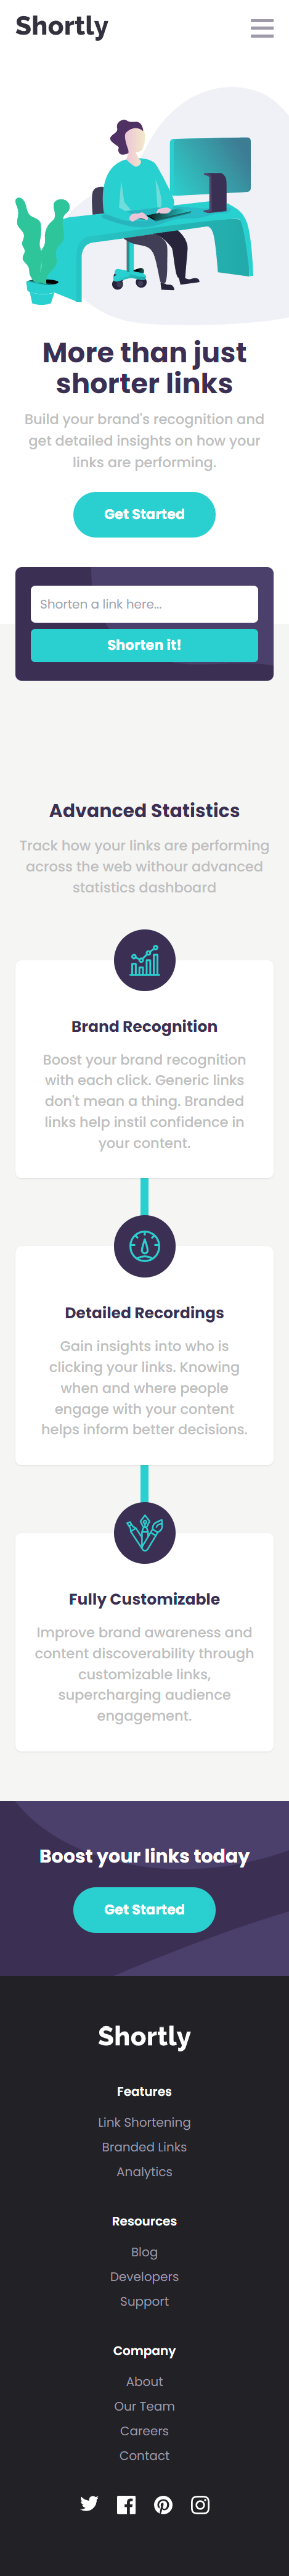 Shortly
More than just
shorter links
Build your brand's recognition and
get detailed insights on how your
links are performing.
Get Started
Shorten a link here...
Shorten it!
Advanced Statistics
Track how your links are performing
across the web withour advanced
statistics dashboard
Brand Recognition
Boost your brand recognition
with each click. Generic links
don't mean a thing. Branded
links help instil confidence in
your content.
Detailed Recordings
Gain insights into who is
clicking your links. Knowing
when and where people
engage with your content
helps inform better decisions.
Fully Customizable
Improve brand awareness and
content discoverability through
customizable links,
supercharging audience
engagement.
Boost your links today
Get Started
Shortly
Features
Link Shortening
Branded Links
Analytics
Resources
Blog
Developers
Support
Company
About
Our Team
Careers
Contact